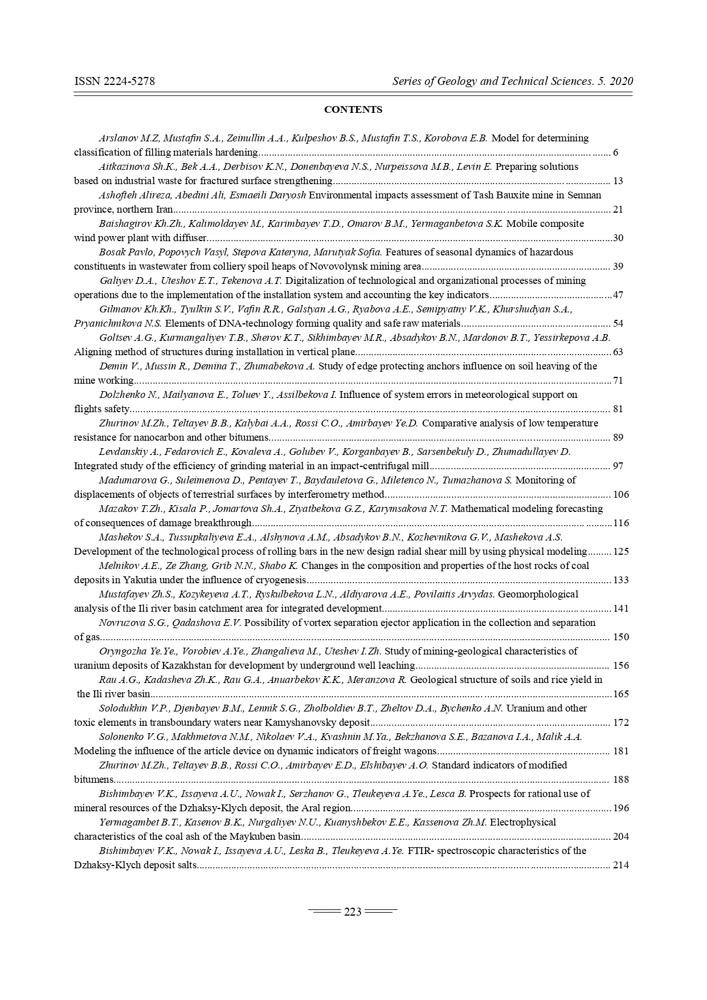 ISSN 2224-5278 Series of Geology and Technical Sciences. 5. 2020
CONTENTS
Arslanov M.Z, Mustafin S.A., Zeinullin A.A., Kulpeshov B.S., Mustafin T.S., Korobova E.B. Model for determining
classification of filling materials hardening.......... 6
Aitkazinova Sh.K., Bek A.A., Derbisov K.N., Donenbayeva N.S., Nurpeissova M.B., Levin E. Preparing solutions
based on industrial waste for fractured surface strengthening.......... 13
Ashofteh Alireza, Abedini Ali, Esmaeili Daryosh Environmental impacts assessment of Tash Bauxite mine in Semnan
province, northern Iran.......... 21
Baishagirov Kh.Zh., Kalimoldayev M., Karimbayev T.D., Omarov B.M., Yermaganbetova S.K. Mobile composite
wind power plant with diffuser..........30
Bosak Pavlo, Popovych Vasyl, Stepova Kateryna, Marutyak Sofia. Features of seasonal dynamics of hazardous
constituents in wastewater from colliery spoil heaps of Novovolynsk mining area.......... 39
Galiyev D.A., Uteshov E.T., Tekenova A.T. Digitalization of technological and organizational processes of mining
operations due to the implementation of the installation system and accounting the key indicators..........47
Gilmanov Kh.Kh., Tyulkin S.V., Vafin R.R., Galstyan A.G., Ryabova A.E., Semipyatny V.K., Khurshudyan S.A.,
Pryanichnikova N.S. Elements of DNA-technology forming quality and safe raw materials.......... 54
Goltsev A.G., Kurmangaliyev T.B., Sherov K.T., Sikhimbayev M.R., Absadykov B.N., Mardonov B.T., Yessirkepova A.B.
Aligning method of structures during installation in vertical plane.......... 63
Demin V., Mussin R., Demina T., Zhumabekova A. Study of edge protecting anchors influence on soil heaving of the
mine working..........71
Dolzhenko N., Mailyanova E., Toluev Y., Assilbekova I. Influence of system errors in meteorological support on
flights safety.......... 81
Zhurinov M.Zh., Teltayev B.B., Kalybai A.A., Rossi C.O., Amirbayev Ye.D. Comparative analysis of low temperature
resistance for nanocarbon and other bitumens.......... 89
Levdanskiy A., Fedarovich E., Kovaleva A., Golubev V., Korganbayev B., Sarsenbekuly D., Zhumadullayev D.
Integrated study of the efficiency of grinding material in an impact-centrifugal mill.......... 97
Madumarova G., Suleimenova D., Pentayev T., Baydauletova G., Miletenco N., Tumazhanova S. Monitoring of
displacements of objects of terrestrial surfaces by interferometry method.......... 106
Mazakov T.Zh., Kisala P., Jomartova Sh.A., Ziyatbekova G.Z., Karymsakova N.T. Mathematical modeling forecasting
of consequences of damage breakthrough..........116
Mashekov S.A., Tussupkaliyeva E.A., Alshynova A.M., Absadykov B.N., Kozhevnikova G.V., Mashekova A.S.
Development of the technological process of rolling bars in the new design radial shear mill by using physical modeling......... 125
Melnikov A.E., Ze Zhang, Grib N.N., Shabo K. Changes in the composition and properties of the host rocks of coal
deposits in Yakutia under the influence of cryogenesis.......... 133
Mustafayev Zh.S., Kozykeyeva A.T., Ryskulbekova L.N., Aldiyarova A.E., Povilaitis Arvydas. Geomorphological
analysis of the Ili river basin catchment area for integrated development.......... 141
Novruzova S.G., Qadashova E.V. Possibility of vortex separation ejector application in the collection and separation
of gas.......... 150
Oryngozha Ye.Ye., Vorobiev A.Ye., Zhangalieva M., Uteshev I.Zh. Study of mining-geological characteristics of
uranium deposits of Kazakhstan for development by underground well leaching.......... 156
Rau A.G., Kadasheva Zh.K., Rau G.A., Anuarbekov K.K., Meranzova R. Geological structure of soils and rice yield in
the Ili river basin.......... 165
Solodukhin V.P., Djenbayev B.M., Lennik S.G., Zholboldiev B.T., Zheltov D.A., Bychenko A.N. Uranium and other
toxic elements in transboundary waters near Kamyshanovsky deposit.......... 172
Solonenko V.G., Makhmetova N.M., Nikolaev V.A., Kvashnin M.Ya., Bekzhanova S.E., Bazanova I.A., Malik A.A.
Modeling the influence of the article device on dynamic indicators of freight wagons.......... 181
Zhurinov M.Zh., Teltayev B.B., Rossi C.O., Amirbayev E.D., Elshibayev A.O. Standard indicators of modified
bitumens.......... 188
Bishimbayev V.K., Issayeva A.U., Nowak I., Serzhanov G., Tleukeyeva A.Ye., Lesca B. Prospects for rational use of
mineral resources of the Dzhaksy-Klych deposit, the Aral region.......... 196
Yermagambet B.T., Kasenov B.K., Nurgaliyev N.U., Kuanyshbekov E.E., Kassenova Zh.M. Electrophysical
characteristics of the coal ash of the Maykuben basin.......... 204
Bishimbayev V.K., Nowak I., Issayeva A.U., Leska B., Tleukeyeva A.Ye. FTIR- spectroscopic characteristics of the
Dzhaksy-Klych deposit salts.......... 214
223